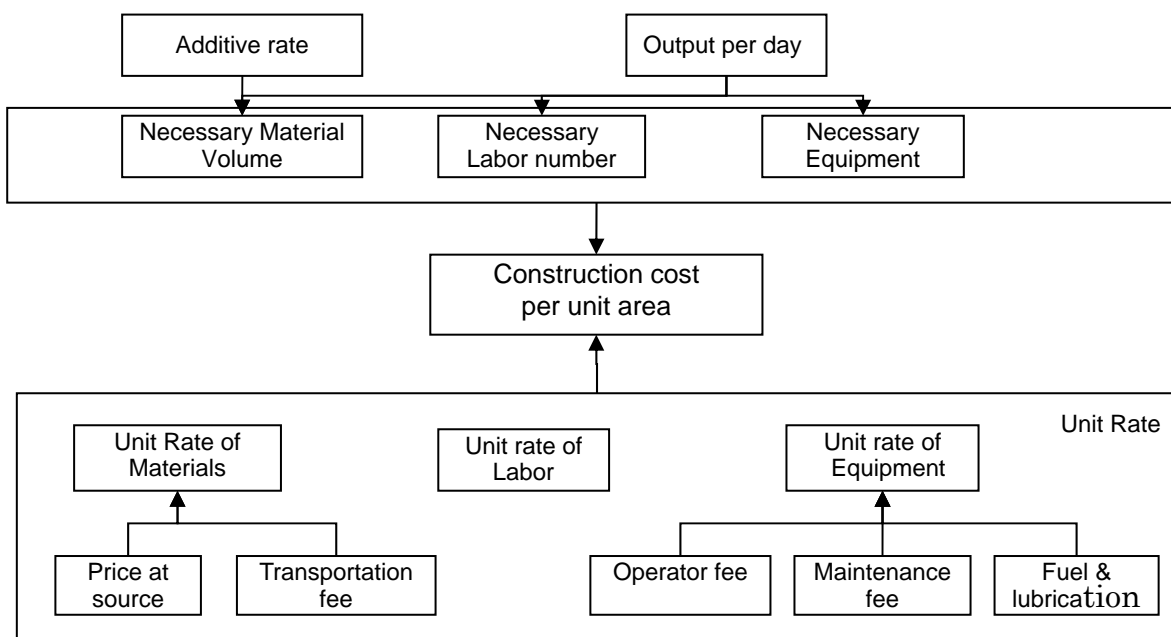 Additive rate
Output per day
Necessary Material
Volume
Necessary
Labor number
Necessary
Equipment
Construction cost
per unit area
Unit Rate
Unit Rate of
Materials
Unit rate of
Labor
Unit rate of
Equipment
Price at
source
Transportation
fee
Operator fee
Maintenance
fee
Fuel &
lubrication